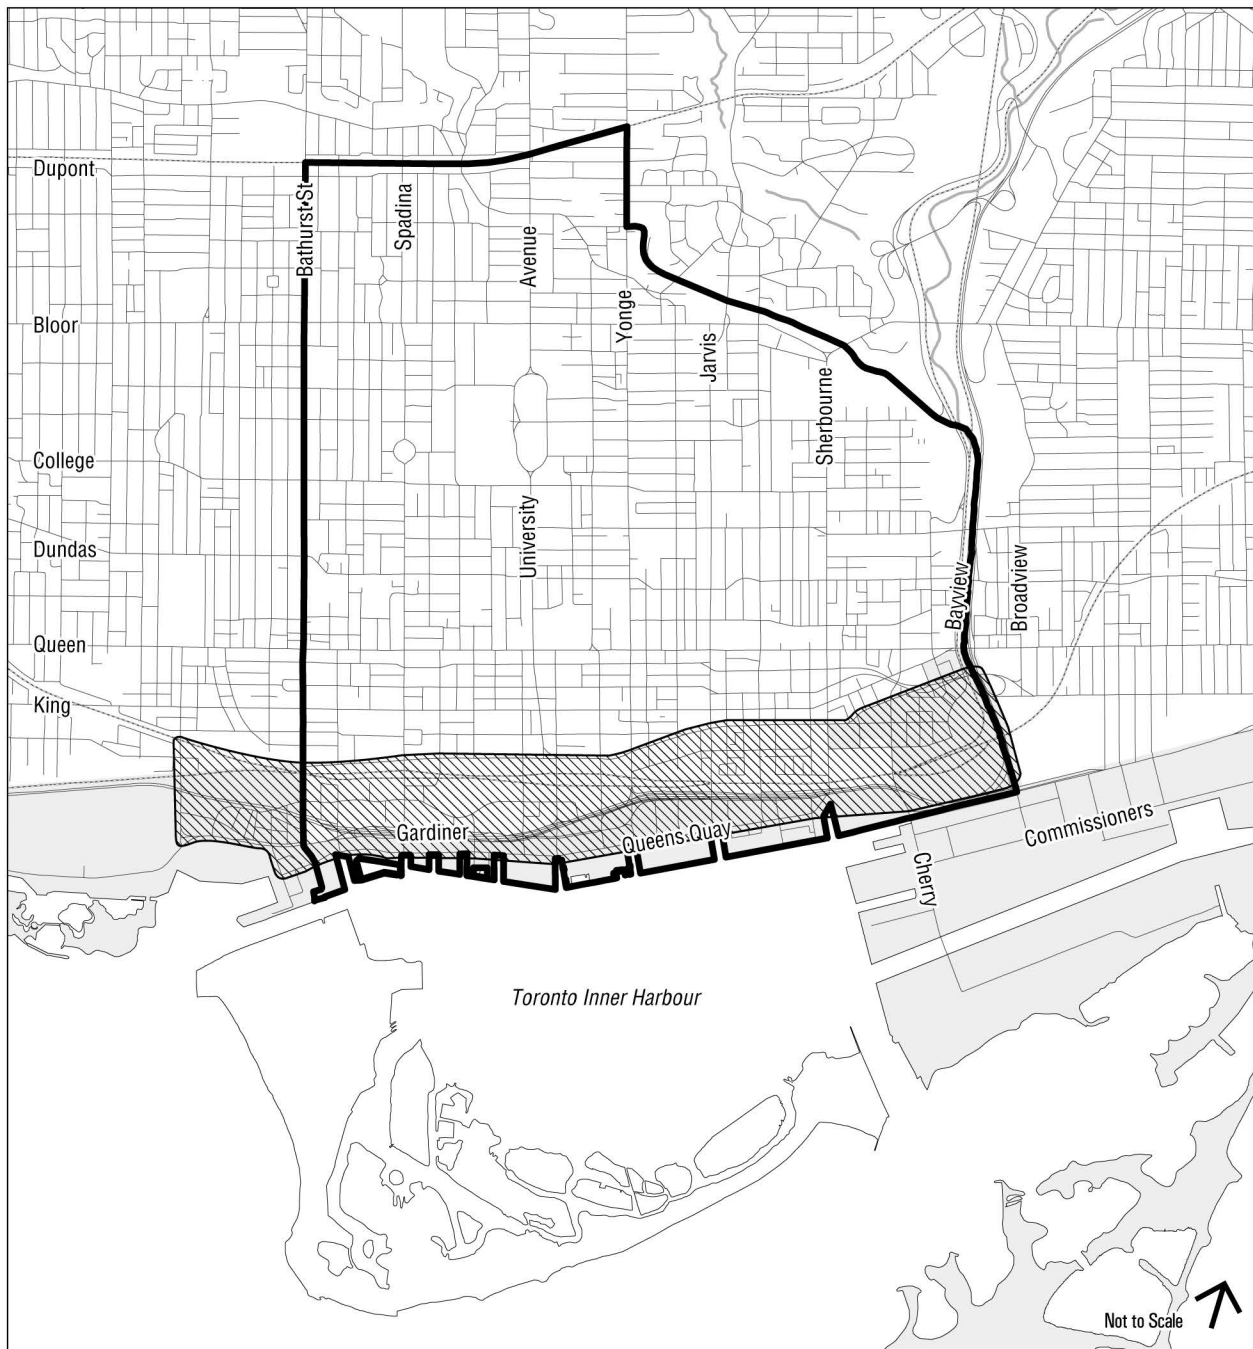 Dupont
Bathurst St
Spadina
Avenue
Yonge
Bloor
Jarvis
Sherbourne
College
University
Dundas
Bayview
Broadview
Queen
King
Gardiner
Queens Quay
Commissioners
Cherry
Toronto Inner Harbour
Not to Scale